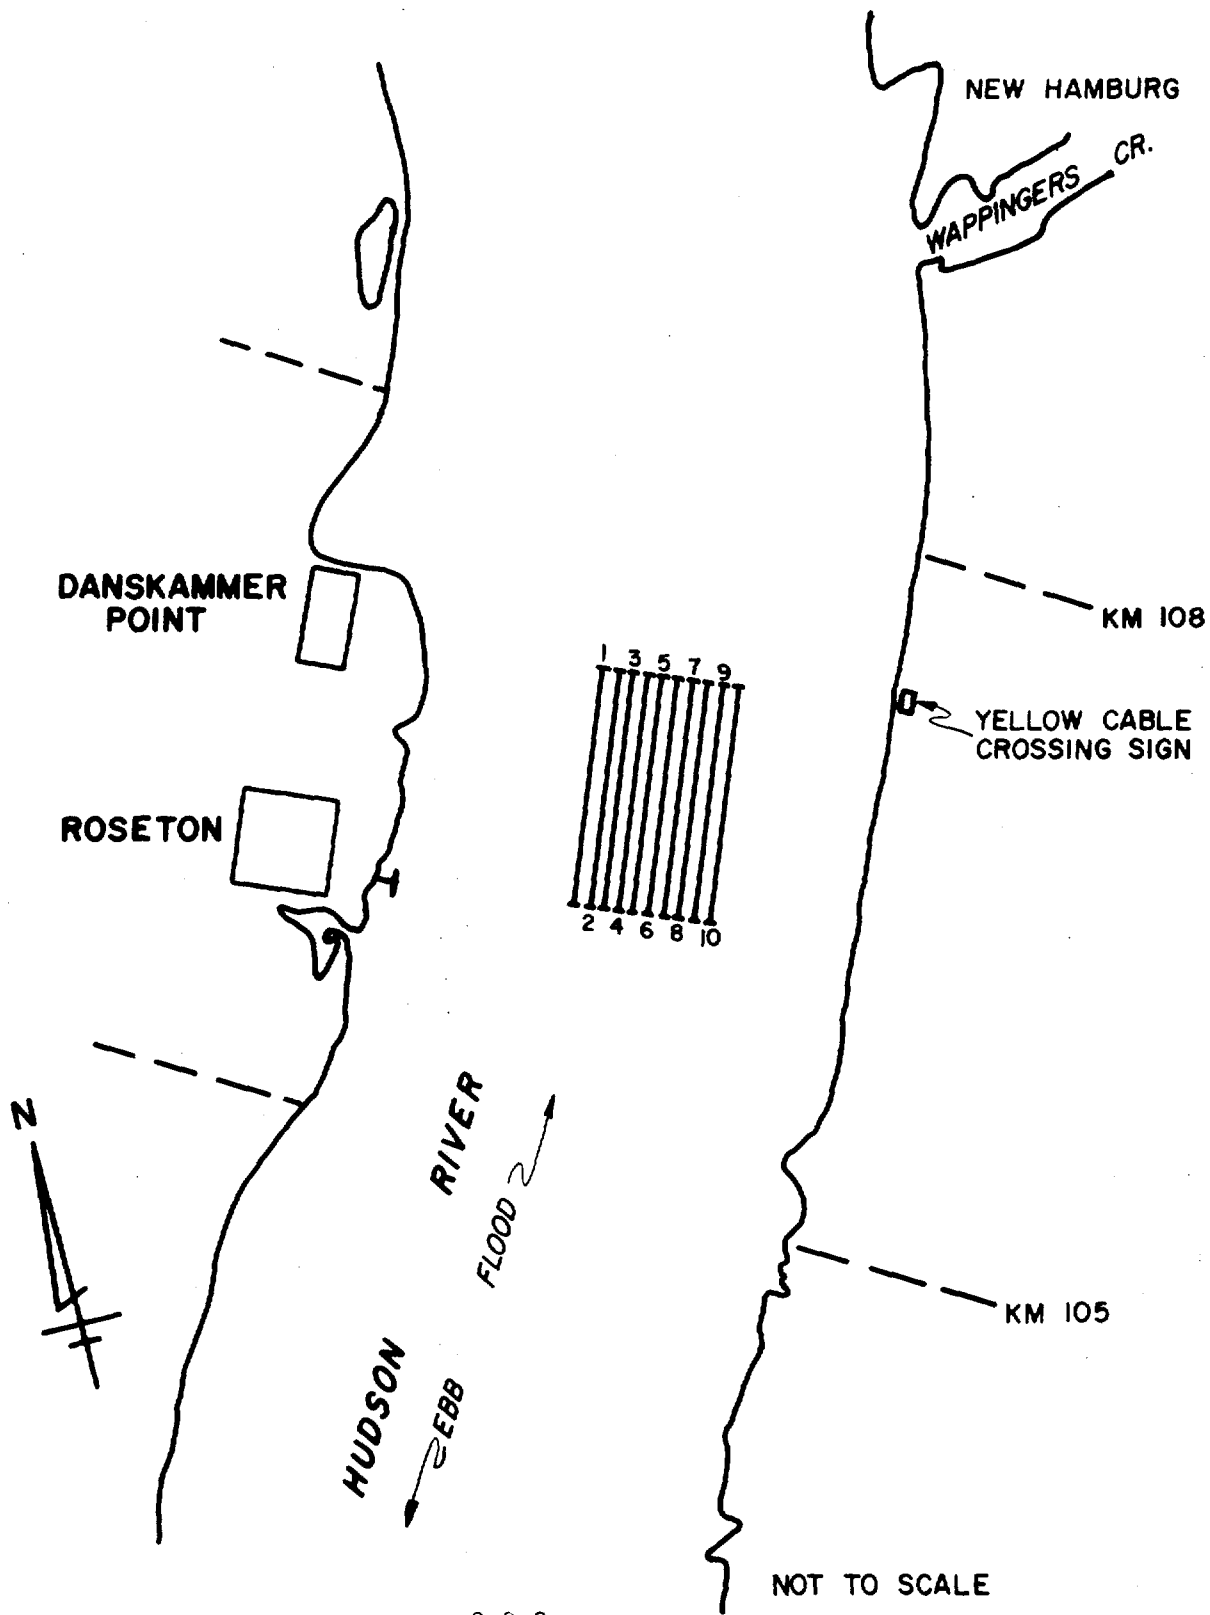 NEW HAMBURG
WAPPINGERS CR.
DANSKAMMER
POINT
KM 108
1 3 5 7 9
YELLOW CABLE
CROSSING SIGN
ROSETON
2 4 6 8 10
N
RIVER
FLOOD
KM 105
HUDSON
EBB
NOT TO SCALE